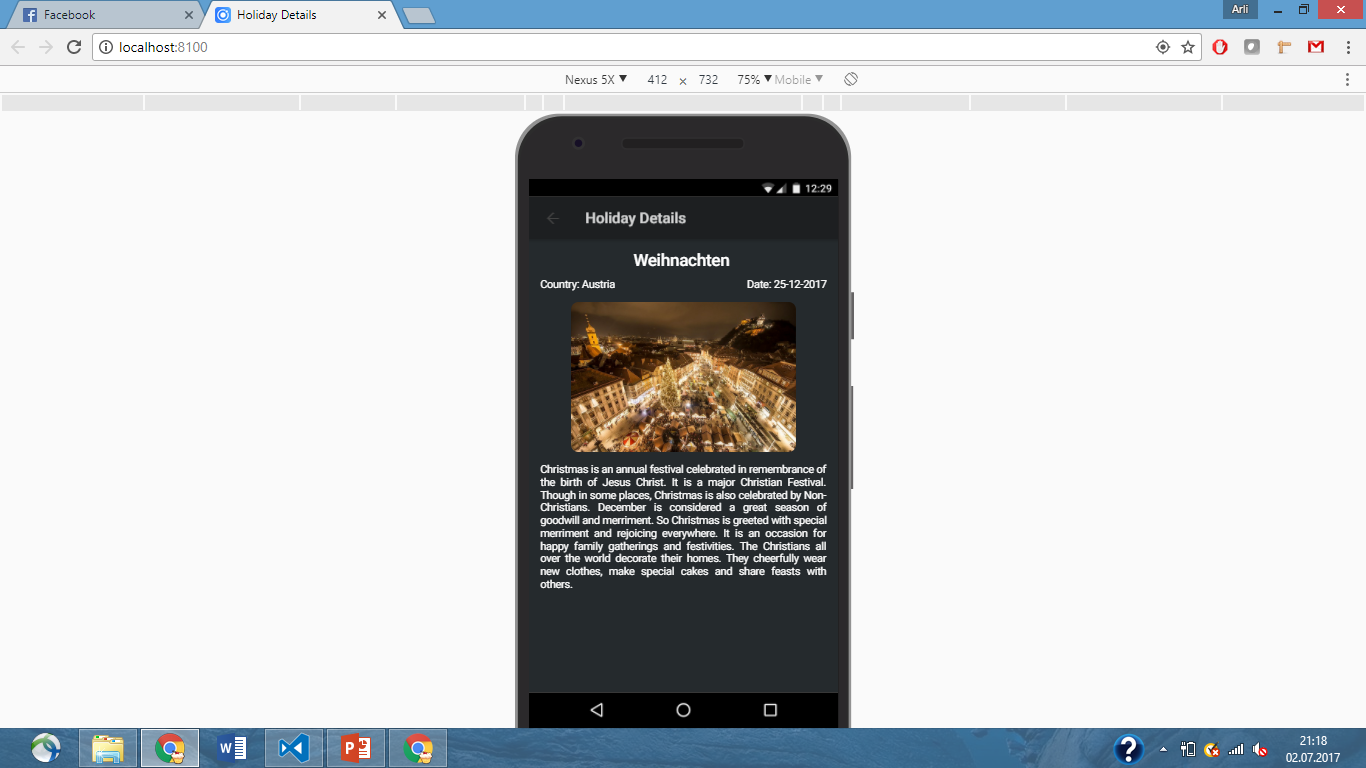 Facebook
Holiday Details
Arli
localhost:8100
Nexus 5X ▼ 412 × 732 75% ▼ Mobile ▼
12:29
Holiday Details
Weihnachten
Country: Austria Date: 25-12-2017
Christmas is an annual festival celebrated in remembrance of
the birth of Jesus Christ. It is a major Christian Festival.
Though in some places, Christmas is also celebrated by Non-
Christians. December is considered a great season of
goodwill and merriment. So Christmas is greeted with special
merriment and rejoicing everywhere. It is an occasion for
happy family gatherings and festivities. The Christians all
over the world decorate their homes. They cheerfully wear
new clothes, make special cakes and share feasts with
others.
21:18
02.07.2017